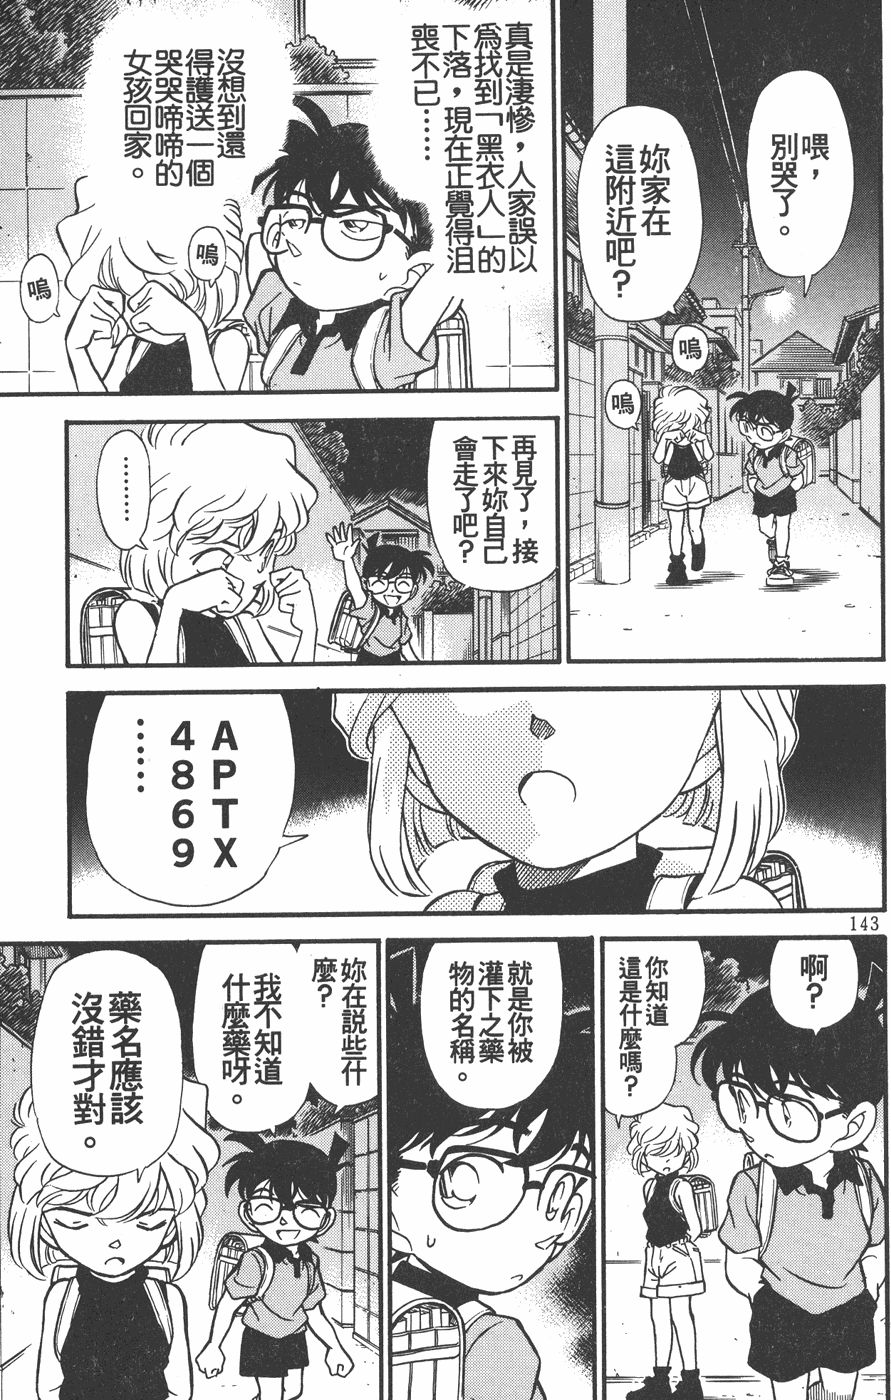 喂，
別哭了。
妳家在
這附近吧？
嗚
嗚
真是淒慘，人家誤以
為找到「黑衣人」的
下落，現在正覺得沮
喪不已……
沒想到還
得護送一個
哭哭啼啼的
女孩回家。
嗚
嗚
再見了，接
下來妳自己
會走了吧？
………
APTX
4869
……
143
啊？
你知道
這是什麼嗎？
就是你被
灌下之藥
物的名稱。
妳在說些什
麼？
我不知道
什麼藥呀。
藥名應該
沒錯才對。